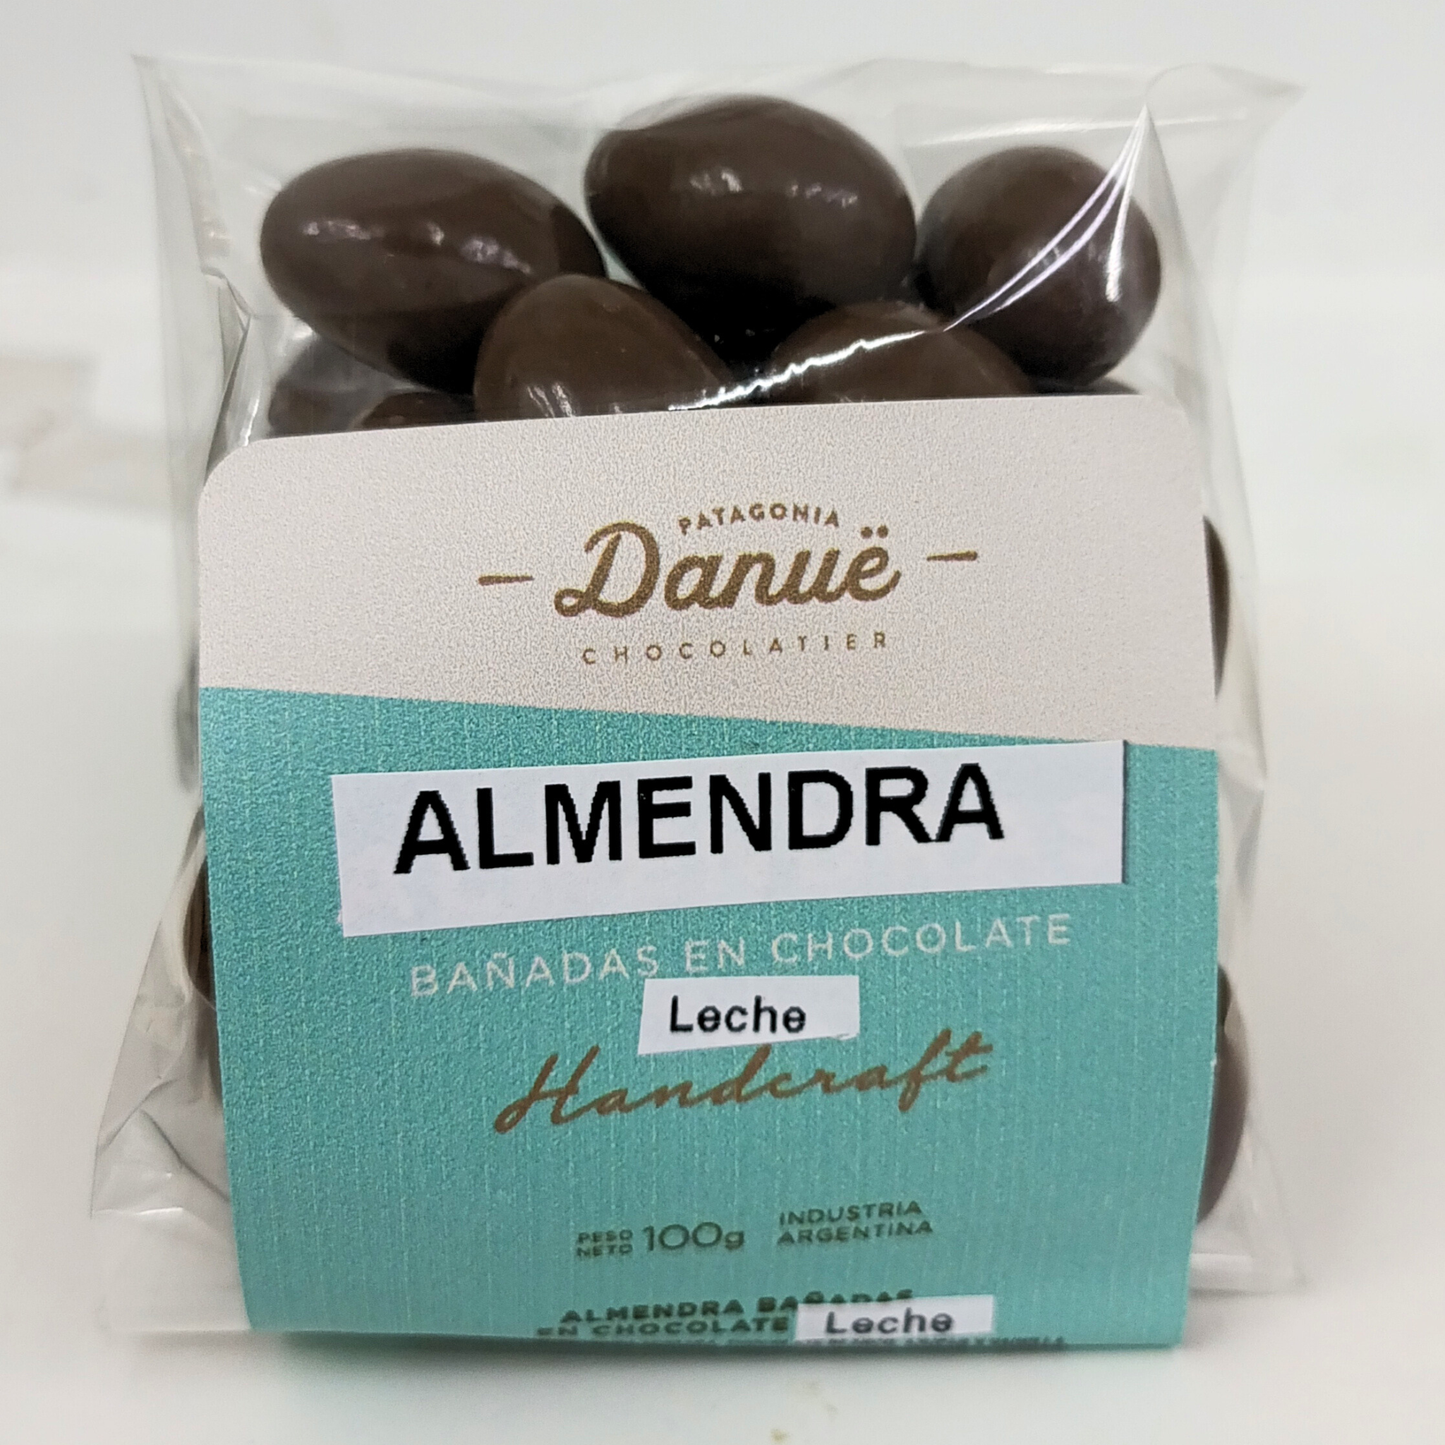 PATAGONIA
Danuë
CHOCOLATIER
ALMENDRA
BAÑADAS EN CHOCOLATE
Leche
Handcraft
PESO NETO 100g INDUSTRIA ARGENTINA
ALMENDRA BAÑADAS
EN CHOCOLATE Leche